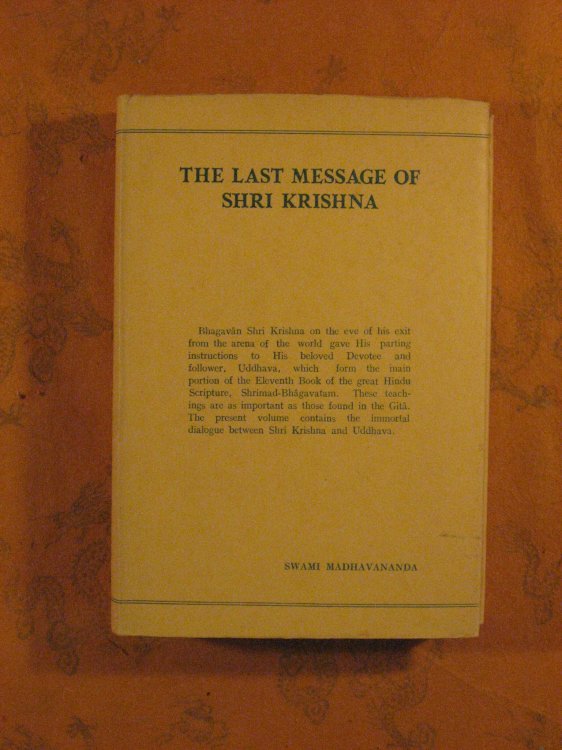 THE LAST MESSAGE OF
SHRI KRISHNA
Bhagavân Shri Krishna on the eve of his exit
from the arena of the world gave His parting
instructions to His beloved Devotee and
follower, Uddhava, which form the main
portion of the Eleventh Book of the great Hindu
Scripture, Shrimad-Bhâgavatam. These teach-
ings are as important as those found in the Gitâ.
The present volume contains the immortal
dialogue between Shri Krishna and Uddhava.
SWAMI MADHAVANANDA